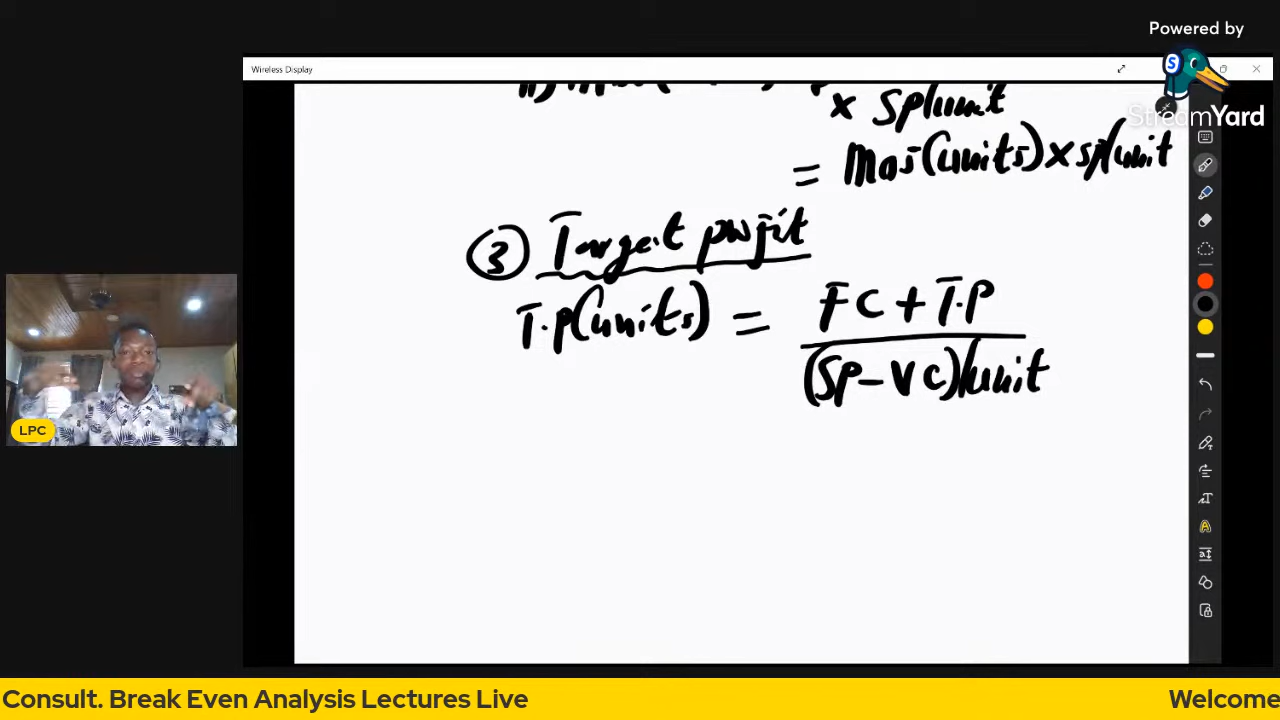 Powered by
StreamYard
Wireless Display
× SP/unit
= Mos(units) × SP/unit
③ Target profit
T.P(units) = FC + T.P
(SP – VC)/unit
LPC
Consult. Break Even Analysis Lectures Live
Welcome